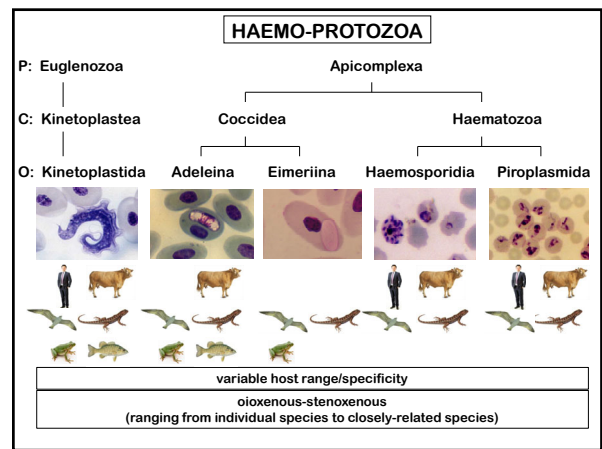 HAEMO-PROTOZOA
P: Euglenozoa Apicomplexa
C: Kinetoplastea Coccidea Haematozoa
O: Kinetoplastida Adeleina Eimeriina Haemosporidia Piroplasmida
variable host range/specificity
oioxenous-stenoxenous
(ranging from individual species to closely-related species)